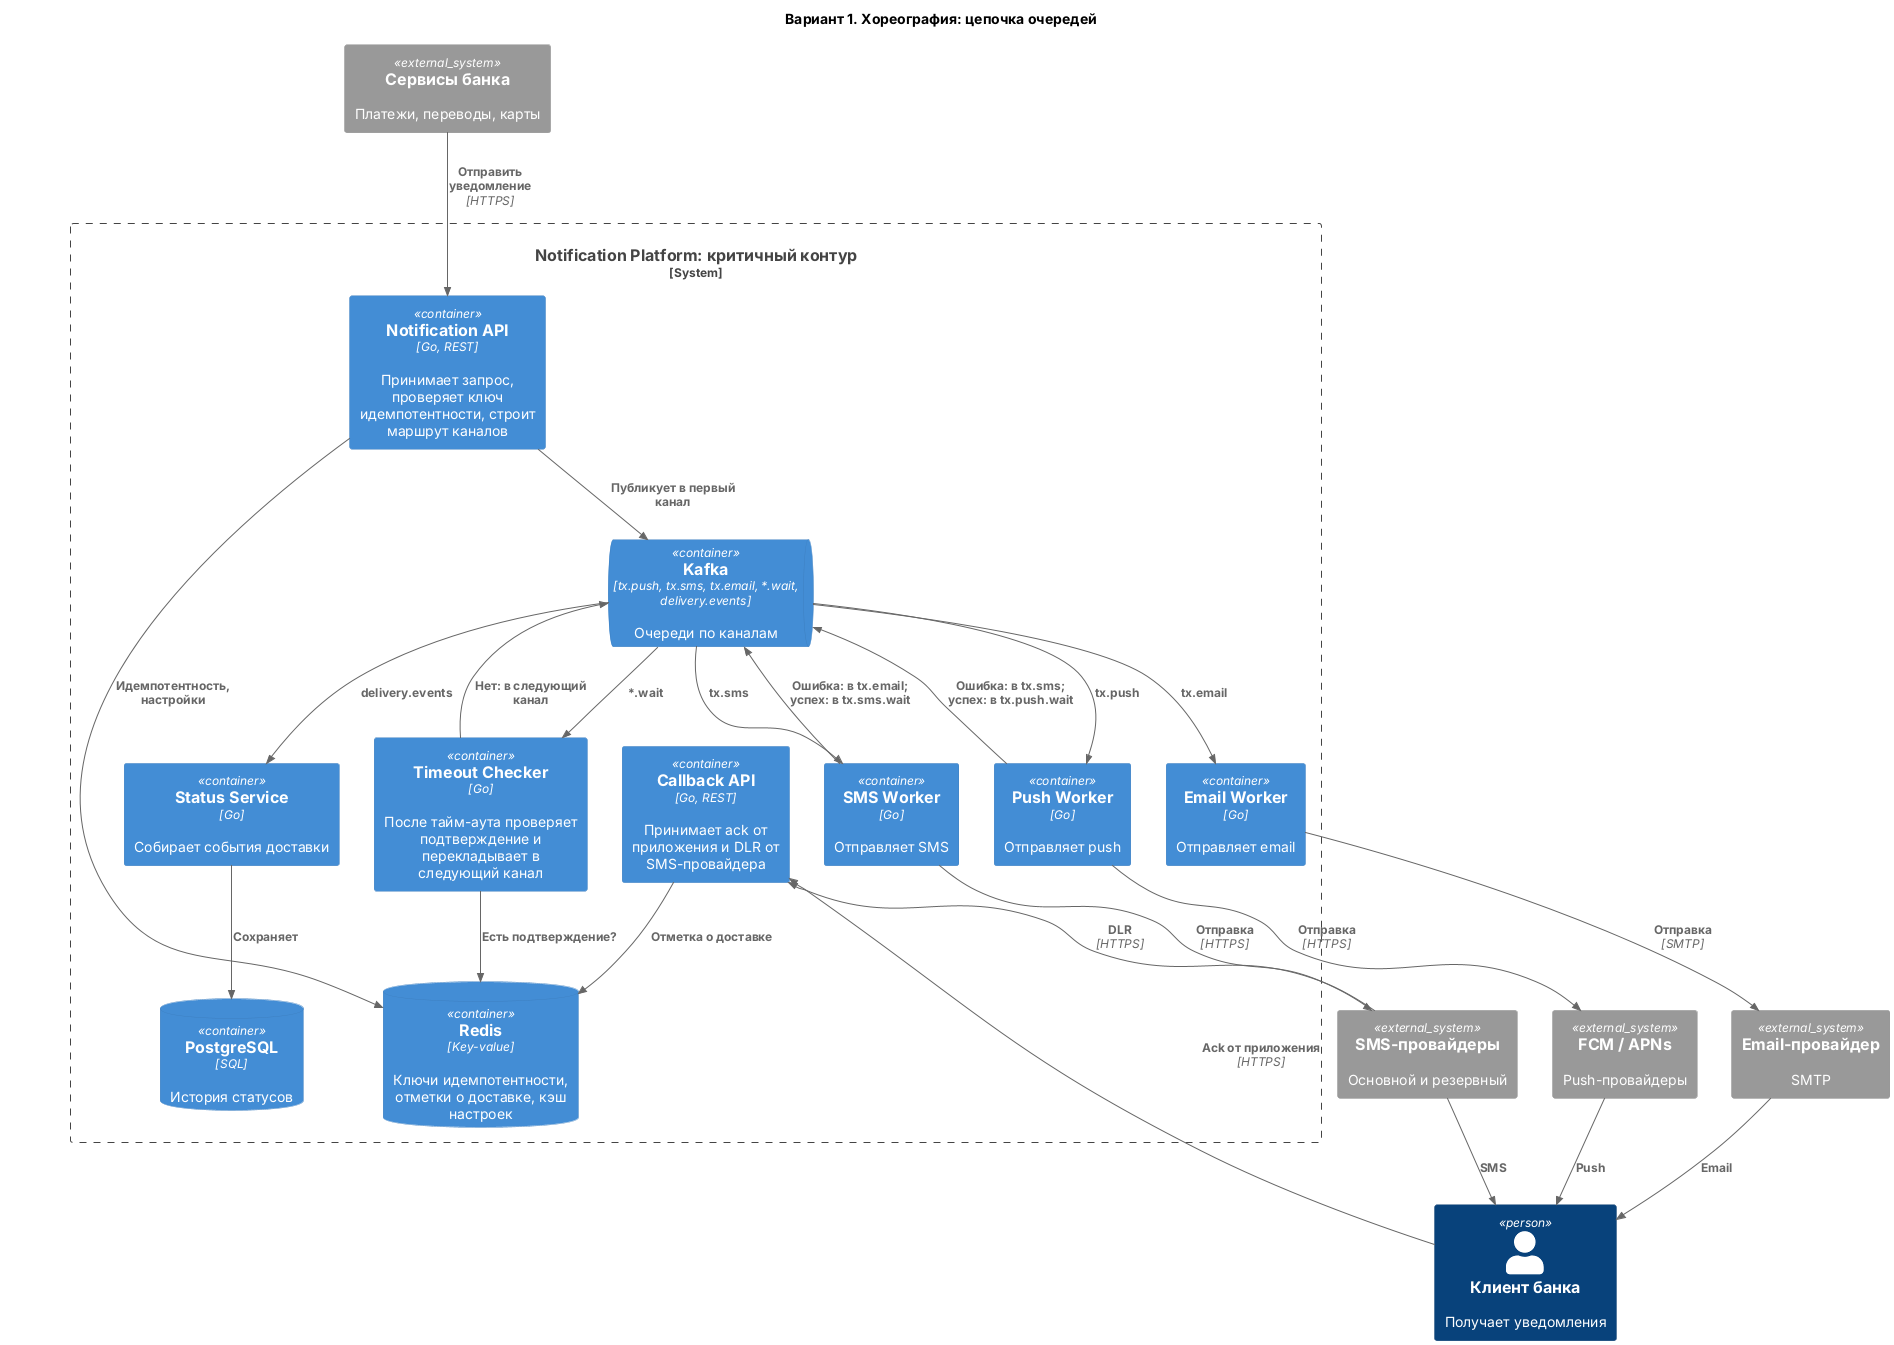 Вариант 1. Хореография: цепочка очередей
«external_system»
Сервисы банка
Платежи, переводы, карты
Отправить
уведомление
[HTTPS]
Notification Platform: критичный контур
[System]
«container»
Notification API
[Go, REST]
Принимает запрос,
проверяет ключ
идемпотентности, строит
маршрут каналов
Публикует в первый
канал
«container»
Kafka
[tx.push, tx.sms, tx.email, *.wait,
delivery.events]
Очереди по каналам
Идемпотентность,
настройки
delivery.events
Нет: в следующий
канал
*.wait
tx.sms
Ошибка: в tx.email;
успех: в tx.sms.wait
Ошибка: в tx.sms;
успех: в tx.push.wait
tx.push
tx.email
«container»
Status Service
[Go]
Собирает события доставки
«container»
Timeout Checker
[Go]
После тайм-аута проверяет
подтверждение и
перекладывает в
следующий канал
«container»
Callback API
[Go, REST]
Принимает ack от
приложения и DLR от
SMS-провайдера
«container»
SMS Worker
[Go]
Отправляет SMS
«container»
Push Worker
[Go]
Отправляет push
«container»
Email Worker
[Go]
Отправляет email
Сохраняет
Есть подтверждение?
Отметка о доставке
DLR
[HTTPS]
Отправка
[HTTPS]
Отправка
[HTTPS]
Отправка
[SMTP]
«container»
PostgreSQL
[SQL]
История статусов
«container»
Redis
[Key-value]
Ключи идемпотентности,
отметки о доставке, кэш
настроек
Ack от приложения
[HTTPS]
«external_system»
SMS-провайдеры
Основной и резервный
«external_system»
FCM / APNs
Push-провайдеры
«external_system»
Email-провайдер
SMTP
SMS
Push
Email
«person»
Клиент банка
Получает уведомления